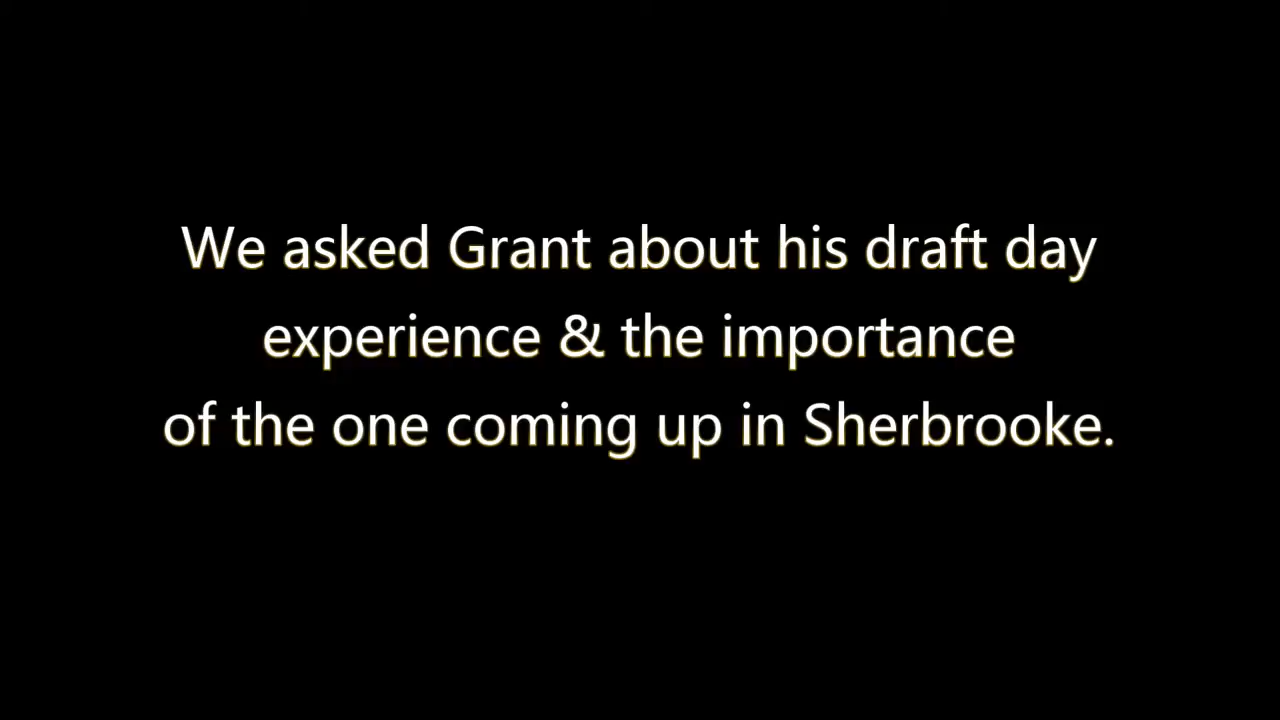 We asked Grant about his draft day
experience & the importance
of the one coming up in Sherbrooke.